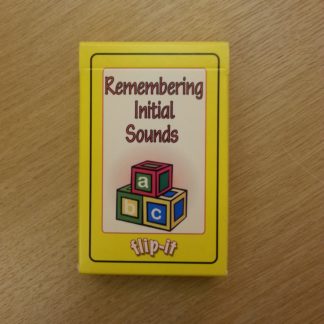 Remembering
Initial
Sounds
a
b c
flip-it